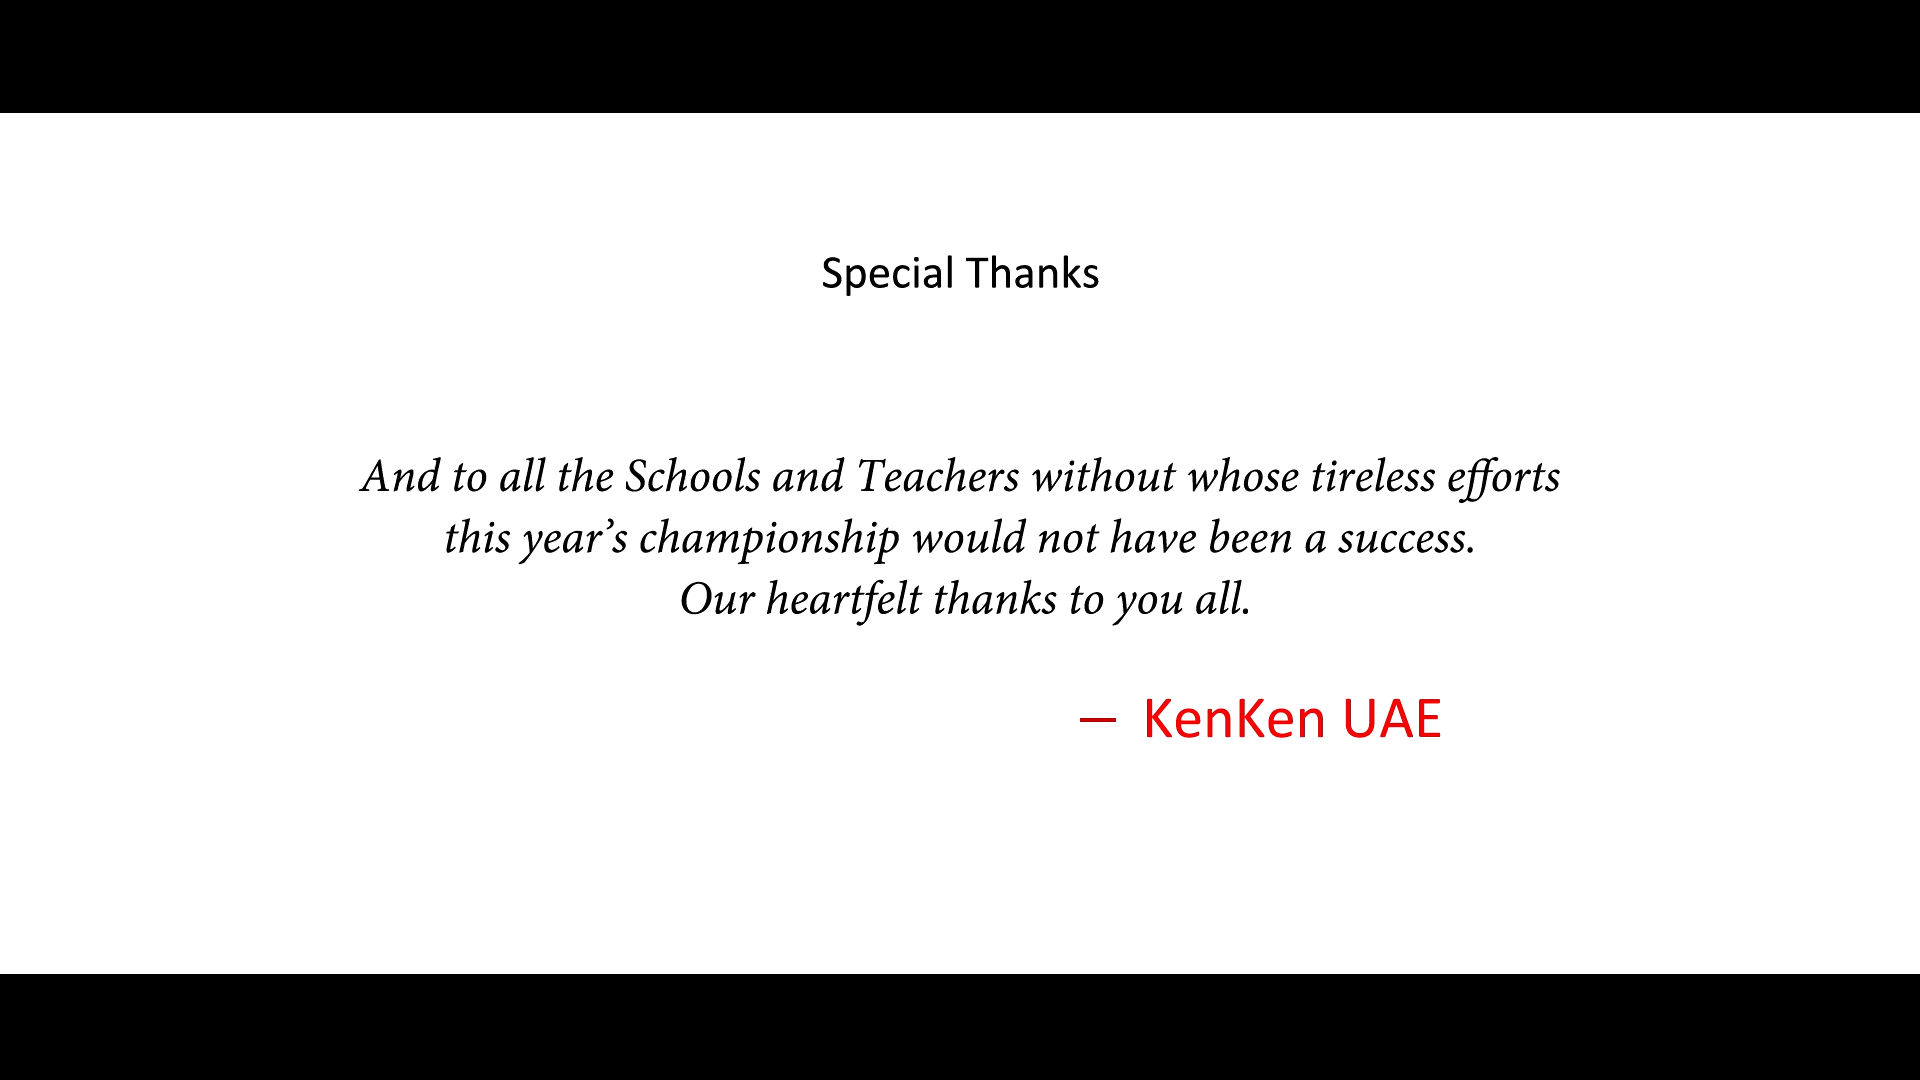 Special Thanks
And to all the Schools and Teachers without whose tireless efforts
this year’s championship would not have been a success.
Our heartfelt thanks to you all.
— KenKen UAE